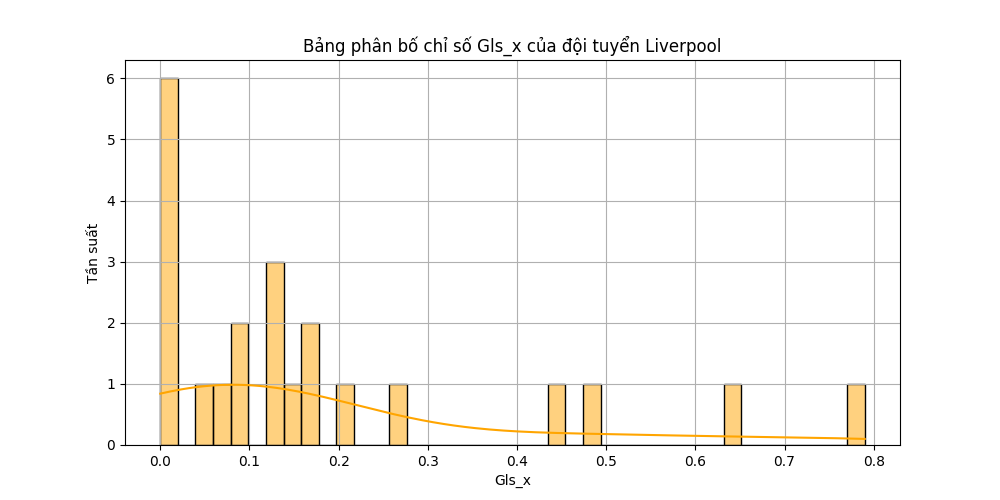 Bảng phân bố chỉ số Gls_x của đội tuyển Liverpool
6
5
4
3
2
1
0
Tần suất
0.0 0.1 0.2 0.3 0.4 0.5 0.6 0.7 0.8
Gls_x